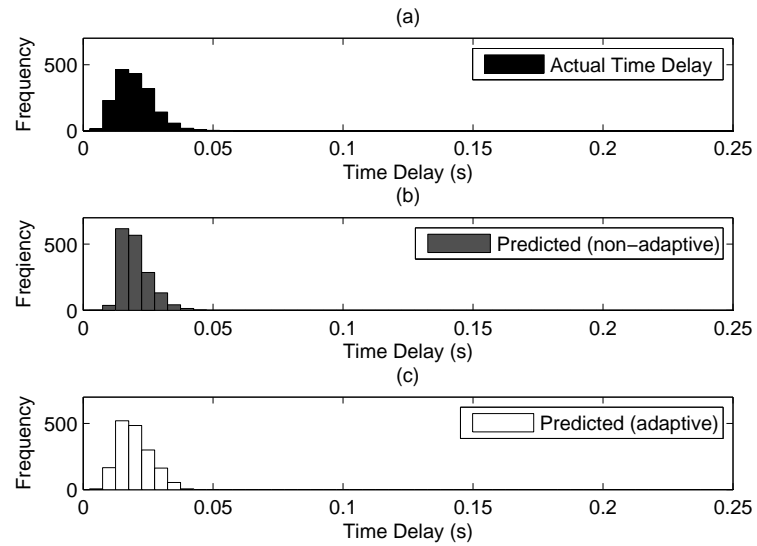 (a)
Frequency
500
0
Actual Time Delay
0 0.05 0.1 0.15 0.2 0.25
Time Delay (s)
(b)
Freqiency
500
0
Predicted (non−adaptive)
0 0.05 0.1 0.15 0.2 0.25
Time Delay (s)
(c)
Frequency
500
0
Predicted (adaptive)
0 0.05 0.1 0.15 0.2 0.25
Time Delay (s)